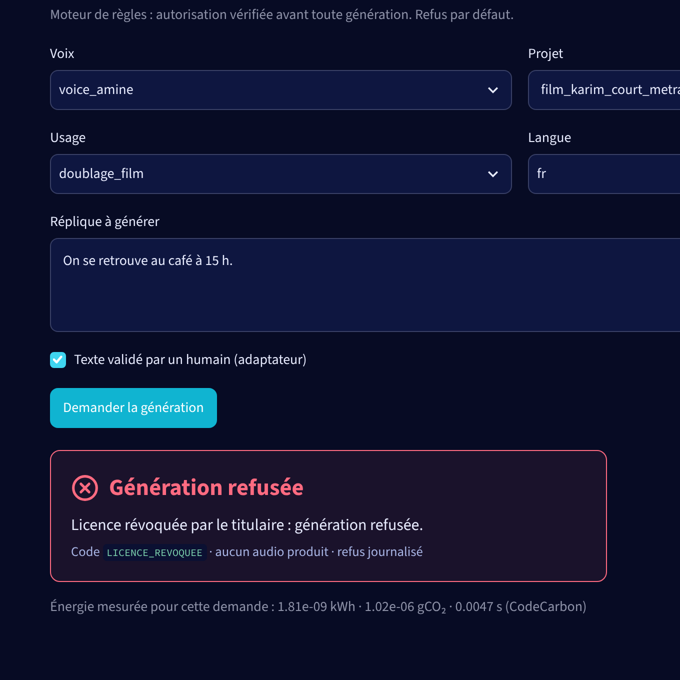 Moteur de règles : autorisation vérifiée avant toute génération. Refus par défaut.
Voix
Projet
voice_amine
film_karim_court_metra
Usage
Langue
doublage_film
fr
Réplique à générer
On se retrouve au café à 15 h.
Texte validé par un humain (adaptateur)
Demander la génération
Génération refusée
Licence révoquée par le titulaire : génération refusée.
Code LICENCE_REVOQUEE · aucun audio produit · refus journalisé
Énergie mesurée pour cette demande : 1.81e-09 kWh · 1.02e-06 gCO₂ · 0.0047 s (CodeCarbon)